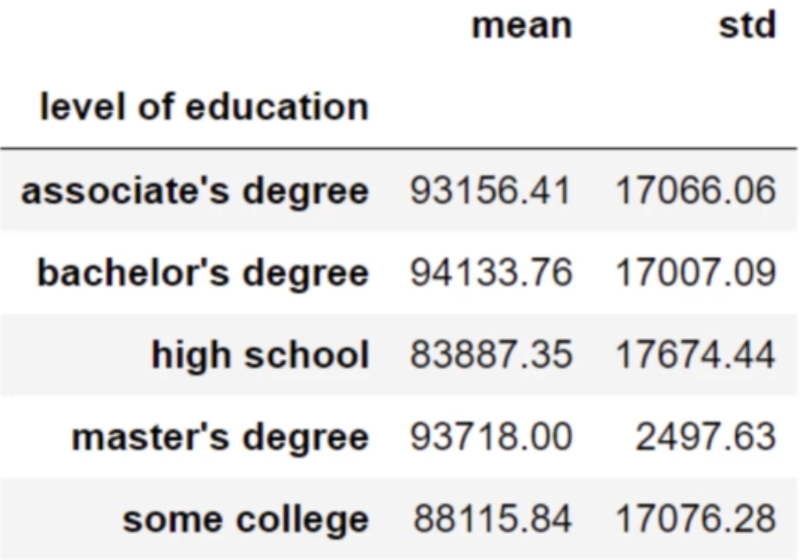 mean std
level of education
associate's degree 93156.41 17066.06
bachelor's degree 94133.76 17007.09
high school 83887.35 17674.44
master's degree 93718.00 2497.63
some college 88115.84 17076.28